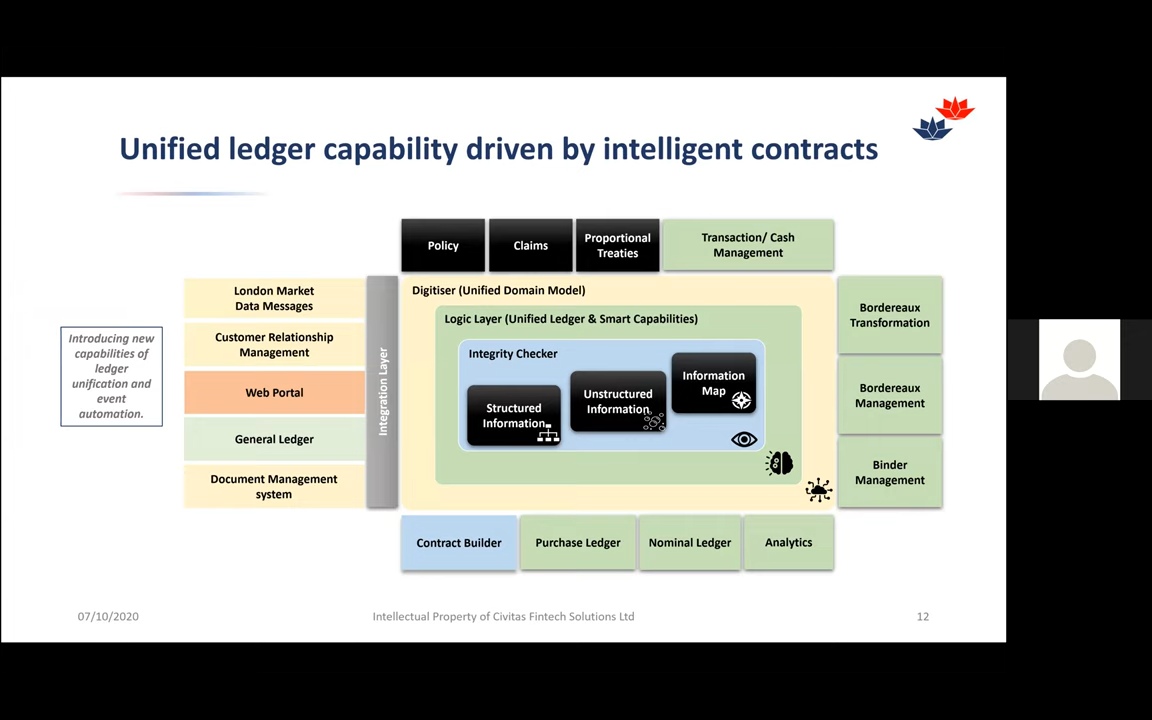 Unified ledger capability driven by intelligent contracts
Policy
Claims
Proportional
Treaties
Transaction/ Cash
Management
London Market
Data Messages
Customer Relationship
Management
Web Portal
General Ledger
Document Management
system
Introducing new
capabilities of
ledger
unification and
event
automation.
Integration Layer
Digitiser (Unified Domain Model)
Logic Layer (Unified Ledger & Smart Capabilities)
Integrity Checker
Structured
Information
Unstructured
Information
Information
Map
Bordereaux
Transformation
Bordereaux
Management
Binder
Management
Contract Builder
Purchase Ledger
Nominal Ledger
Analytics
07/10/2020
Intellectual Property of Civitas Fintech Solutions Ltd
12